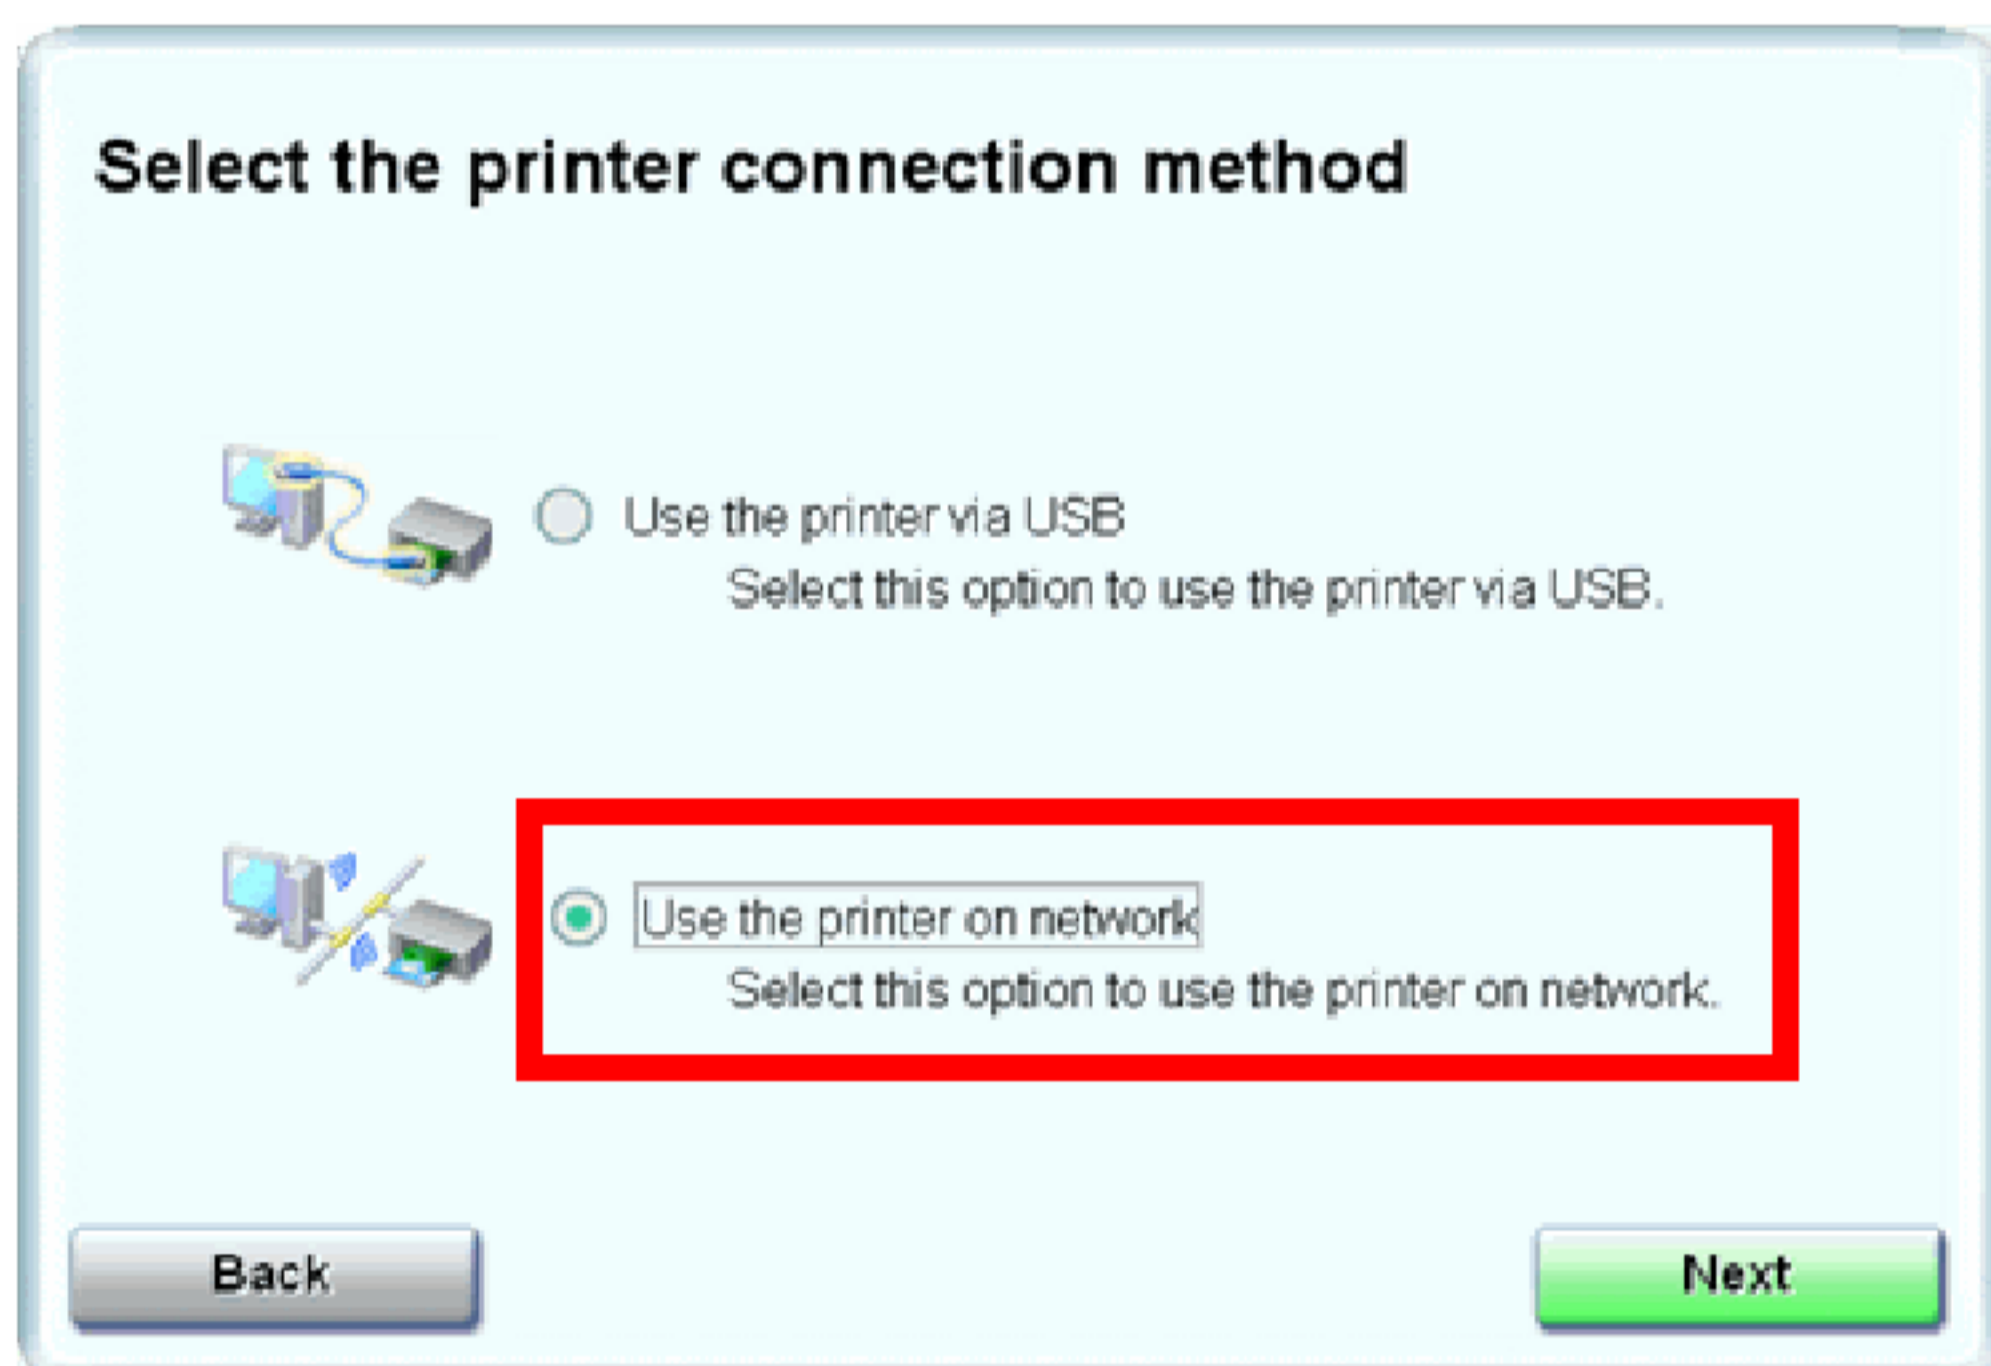 Select the printer connection method
Use the printer via USB
Select this option to use the printer via USB.
Use the printer on network
Select this option to use the printer on network.
Back
Next